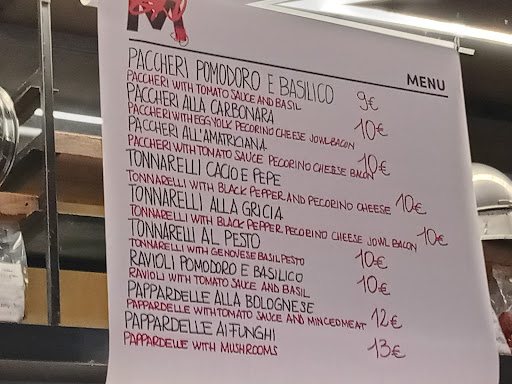 M
MENU
PACCHERI POMODORO E BASILICO 9€
PACCHERI WITH TOMATO SAUCE AND BASIL
PACCHERI ALLA CARBONARA 10€
PACCHERI WITH EGG YOLK PECORINO CHEESE JOWL BACON
PACCHERI ALL'AMATRICIANA 10€
PACCHERI WITH TOMATO SAUCE PECORINO CHEESE BACON
TONNARELLI CACIO E PEPE 10€
TONNARELLI WITH BLACK PEPPER AND PECORINO CHEESE
TONNARELLI ALLA GRICIA 10€
TONNARELLI WITH BLACK PEPPER PECORINO CHEESE JOWL BACON
TONNARELLI AL PESTO 10€
TONNARELLI WITH GENOVESE BASIL PESTO
RAVIOLI POMODORO E BASILICO 10€
RAVIOLI WITH TOMATO SAUCE AND BASIL
PAPPARDELLE ALLA BOLOGNESE 12€
PAPPARDELLE WITH TOMATO SAUCE AND MINCED MEAT
PAPPARDELLE AI FUNGHI 13€
PAPPARDELLE WITH MUSHROOMS